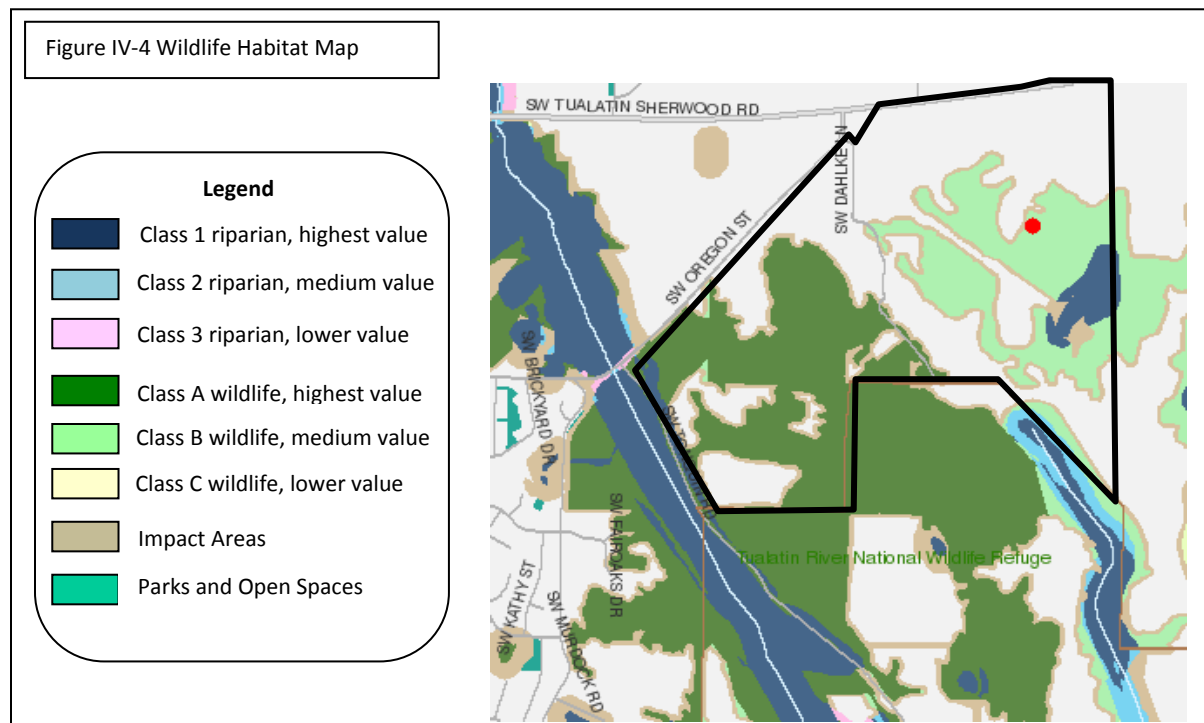 Figure IV-4 Wildlife Habitat Map
Legend
Class 1 riparian, highest value
Class 2 riparian, medium value
Class 3 riparian, lower value
Class A wildlife, highest value
Class B wildlife, medium value
Class C wildlife, lower value
Impact Areas
Parks and Open Spaces
SW TUALATIN SHERWOOD RD
SW DAHLKE LN
SW OREGON ST
SW BRICKYARD DR
SW FAIROAKS DR
Tualatin River National Wildlife Refuge
SW KATHY ST
SW MURDOCK RD